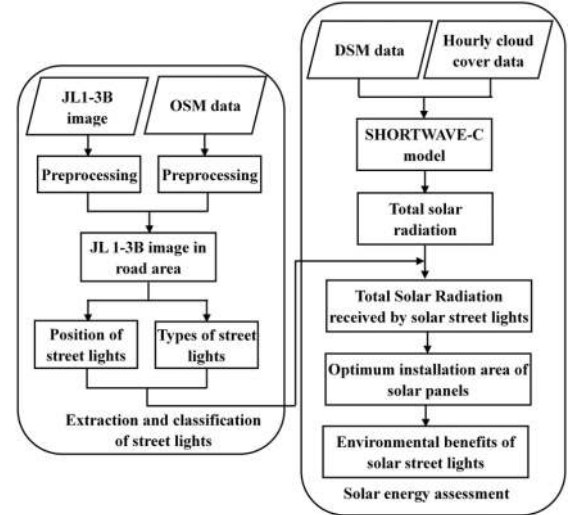 JL1-3B
image
OSM data
Preprocessing
Preprocessing
JL 1-3B image in
road area
Position of
street lights
Types of street
lights
Extraction and classification
of street lights
DSM data
Hourly cloud
cover data
SHORTWAVE-C
model
Total solar
radiation
Total Solar Radiation
received by solar street lights
Optimum installation area of
solar panels
Environmental benefits of
solar street lights
Solar energy assessment